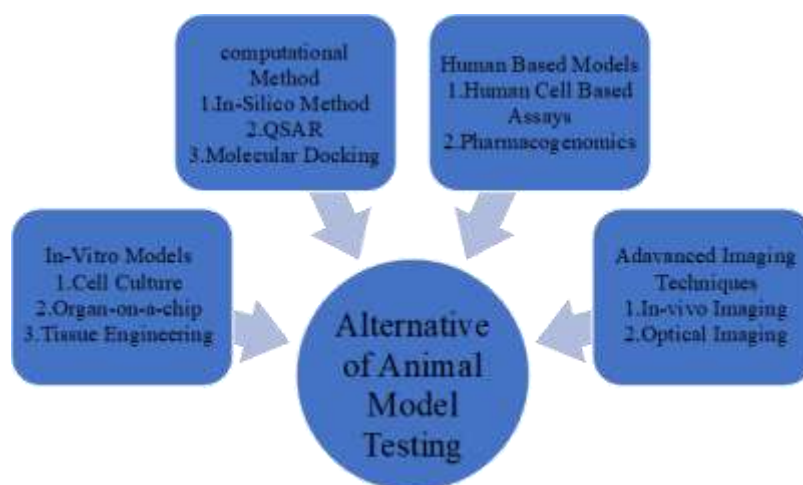 computational
Method
1.In-Silico Method
2.QSAR
3.Molecular Docking
Human Based Models
1.Human Cell Based
Assays
2.Pharmacogenomics
In-Vitro Models
1.Cell Culture
2.Organ-on-a-chip
3.Tissue Engineering
Adavanced Imaging
Techniques
1.In-vivo Imaging
2.Optical Imaging
Alternative
of Animal
Model
Testing